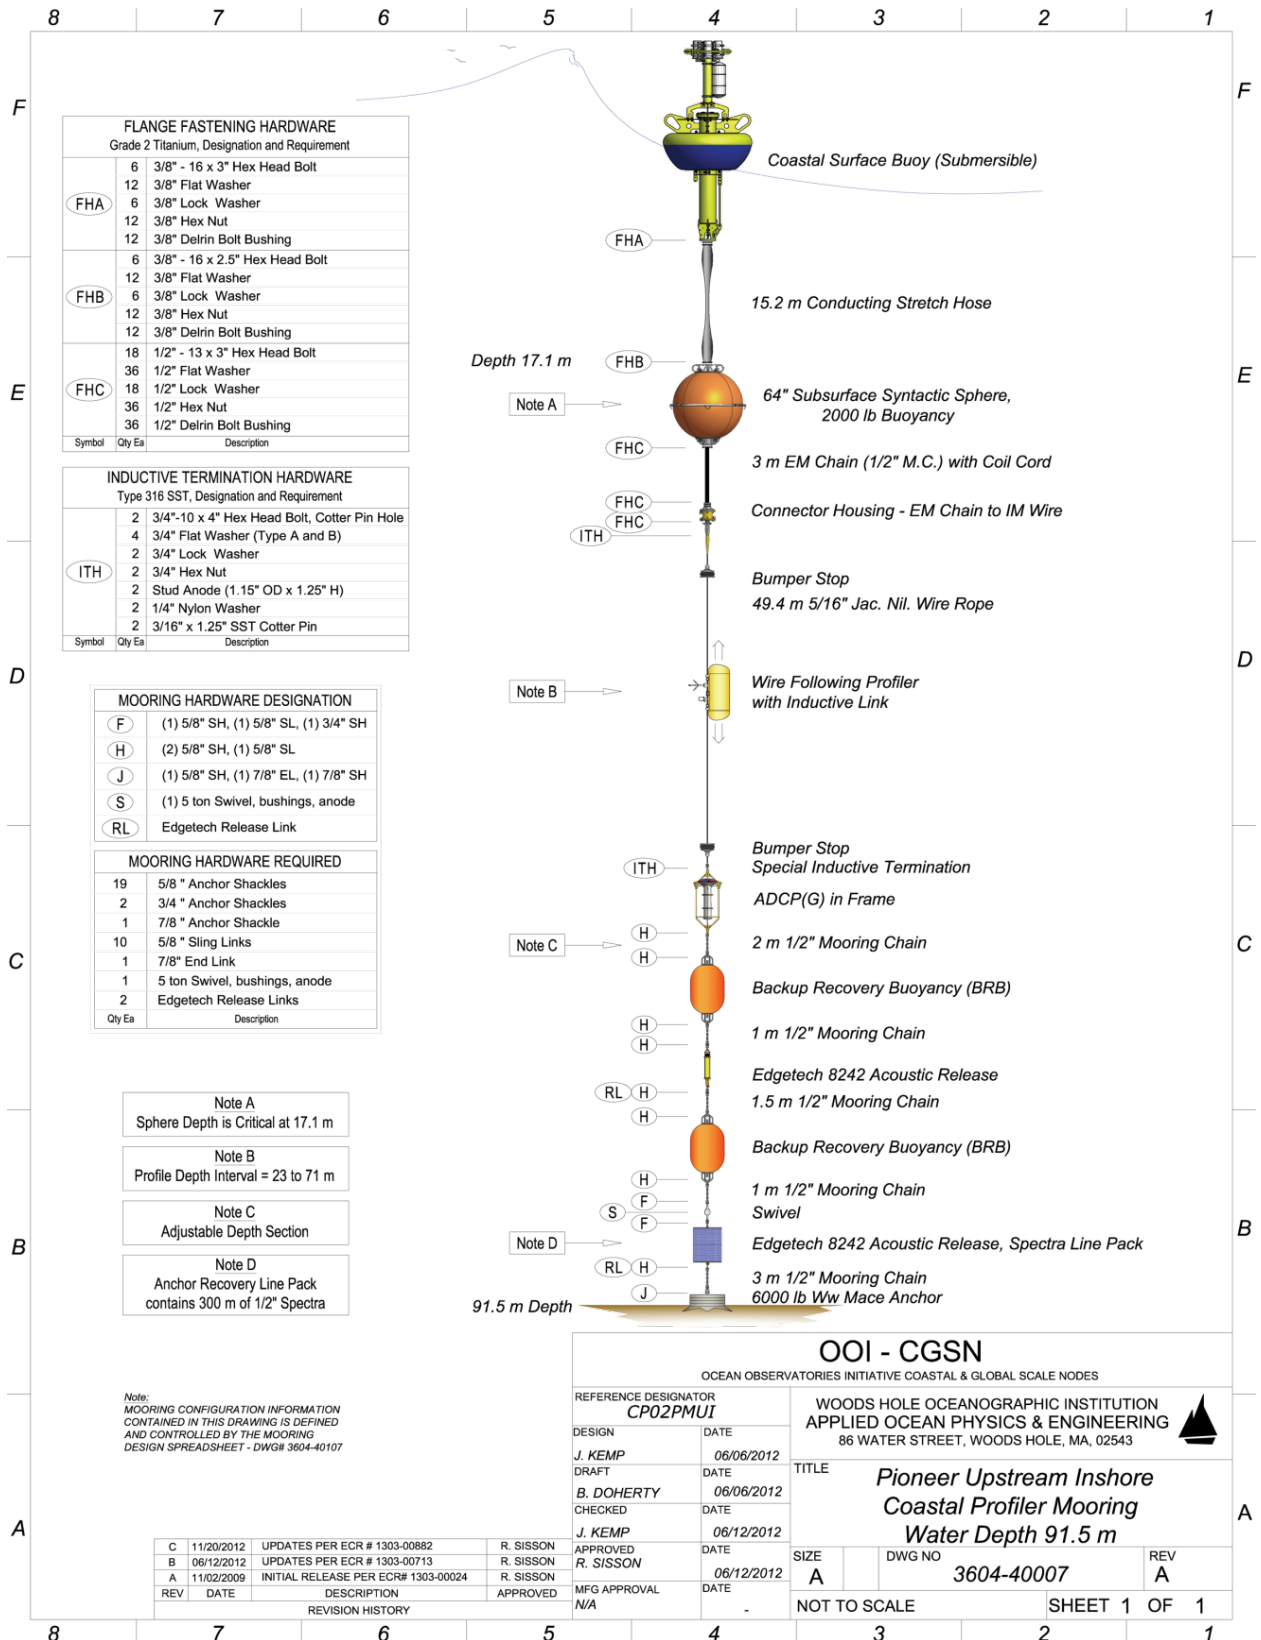 8 7 6 5 4 3 2 1
F
F
E
E
D
D
C
C
B
B
A
A
FLANGE FASTENING HARDWARE
Grade 2 Titanium, Designation and Requirement
FHA
6 3/8" - 16 x 3" Hex Head Bolt
12 3/8" Flat Washer
6 3/8" Lock Washer
12 3/8" Hex Nut
12 3/8" Delrin Bolt Bushing
FHB
6 3/8" - 16 x 2.5" Hex Head Bolt
12 3/8" Flat Washer
6 3/8" Lock Washer
12 3/8" Hex Nut
12 3/8" Delrin Bolt Bushing
FHC
18 1/2" - 13 x 3" Hex Head Bolt
36 1/2" Flat Washer
18 1/2" Lock Washer
36 1/2" Hex Nut
36 1/2" Delrin Bolt Bushing
Symbol Qty Ea Description
INDUCTIVE TERMINATION HARDWARE
Type 316 SST, Designation and Requirement
ITH
2 3/4"-10 x 4" Hex Head Bolt, Cotter Pin Hole
4 3/4" Flat Washer (Type A and B)
2 3/4" Lock Washer
2 3/4" Hex Nut
2 Stud Anode (1.15" OD x 1.25" H)
2 1/4" Nylon Washer
2 3/16" x 1.25" SST Cotter Pin
Symbol Qty Ea Description
MOORING HARDWARE DESIGNATION
F (1) 5/8" SH, (1) 5/8" SL, (1) 3/4" SH
H (2) 5/8" SH, (1) 5/8" SL
J (1) 5/8" SH, (1) 7/8" EL, (1) 7/8" SH
S (1) 5 ton Swivel, bushings, anode
RL Edgetech Release Link
MOORING HARDWARE REQUIRED
19 5/8 " Anchor Shackles
2 3/4 " Anchor Shackles
1 7/8 " Anchor Shackle
10 5/8 " Sling Links
1 7/8" End Link
1 5 ton Swivel, bushings, anode
2 Edgetech Release Links
Qty Ea Description
Note A
Sphere Depth is Critical at 17.1 m
Note B
Profile Depth Interval = 23 to 71 m
Note C
Adjustable Depth Section
Note D
Anchor Recovery Line Pack
contains 300 m of 1/2" Spectra
Note:
MOORING CONFIGURATION INFORMATION
CONTAINED IN THIS DRAWING IS DEFINED
AND CONTROLLED BY THE MOORING
DESIGN SPREADSHEET - DWG# 3604-40107
Coastal Surface Buoy (Submersible)
FHA
15.2 m Conducting Stretch Hose
Depth 17.1 m FHB
Note A
64" Subsurface Syntactic Sphere,
2000 lb Buoyancy
FHC
3 m EM Chain (1/2" M.C.) with Coil Cord
FHC
Connector Housing - EM Chain to IM Wire
FHC
ITH
Bumper Stop
49.4 m 5/16" Jac. Nil. Wire Rope
Note B
Wire Following Profiler
with Inductive Link
Bumper Stop
ITH Special Inductive Termination
ADCP(G) in Frame
H
Note C 2 m 1/2" Mooring Chain
H
Backup Recovery Buoyancy (BRB)
H
1 m 1/2" Mooring Chain
H
Edgetech 8242 Acoustic Release
RL H
1.5 m 1/2" Mooring Chain
H
Backup Recovery Buoyancy (BRB)
H
1 m 1/2" Mooring Chain
F
S Swivel
F
Note D Edgetech 8242 Acoustic Release, Spectra Line Pack
RL H
3 m 1/2" Mooring Chain
J 6000 lb Ww Mace Anchor
91.5 m Depth
OOI - CGSN
OCEAN OBSERVATORIES INITIATIVE COASTAL & GLOBAL SCALE NODES
REFERENCE DESIGNATOR
CP02PMUI
WOODS HOLE OCEANOGRAPHIC INSTITUTION
APPLIED OCEAN PHYSICS & ENGINEERING
86 WATER STREET, WOODS HOLE, MA, 02543
DESIGN DATE
J. KEMP 06/06/2012
DRAFT DATE
B. DOHERTY 06/06/2012
CHECKED DATE
J. KEMP 06/12/2012
APPROVED DATE
R. SISSON 06/12/2012
MFG APPROVAL DATE
N/A -
TITLE
Pioneer Upstream Inshore
Coastal Profiler Mooring
Water Depth 91.5 m
SIZE DWG NO REV
A 3604-40007 A
NOT TO SCALE SHEET 1 OF 1
C 11/20/2012 UPDATES PER ECR # 1303-00882 R. SISSON
B 06/12/2012 UPDATES PER ECR # 1303-00713 R. SISSON
A 11/02/2009 INITIAL RELEASE PER ECR# 1303-00024 R. SISSON
REV DATE DESCRIPTION APPROVED
REVISION HISTORY
8 7 6 5 4 3 2 1